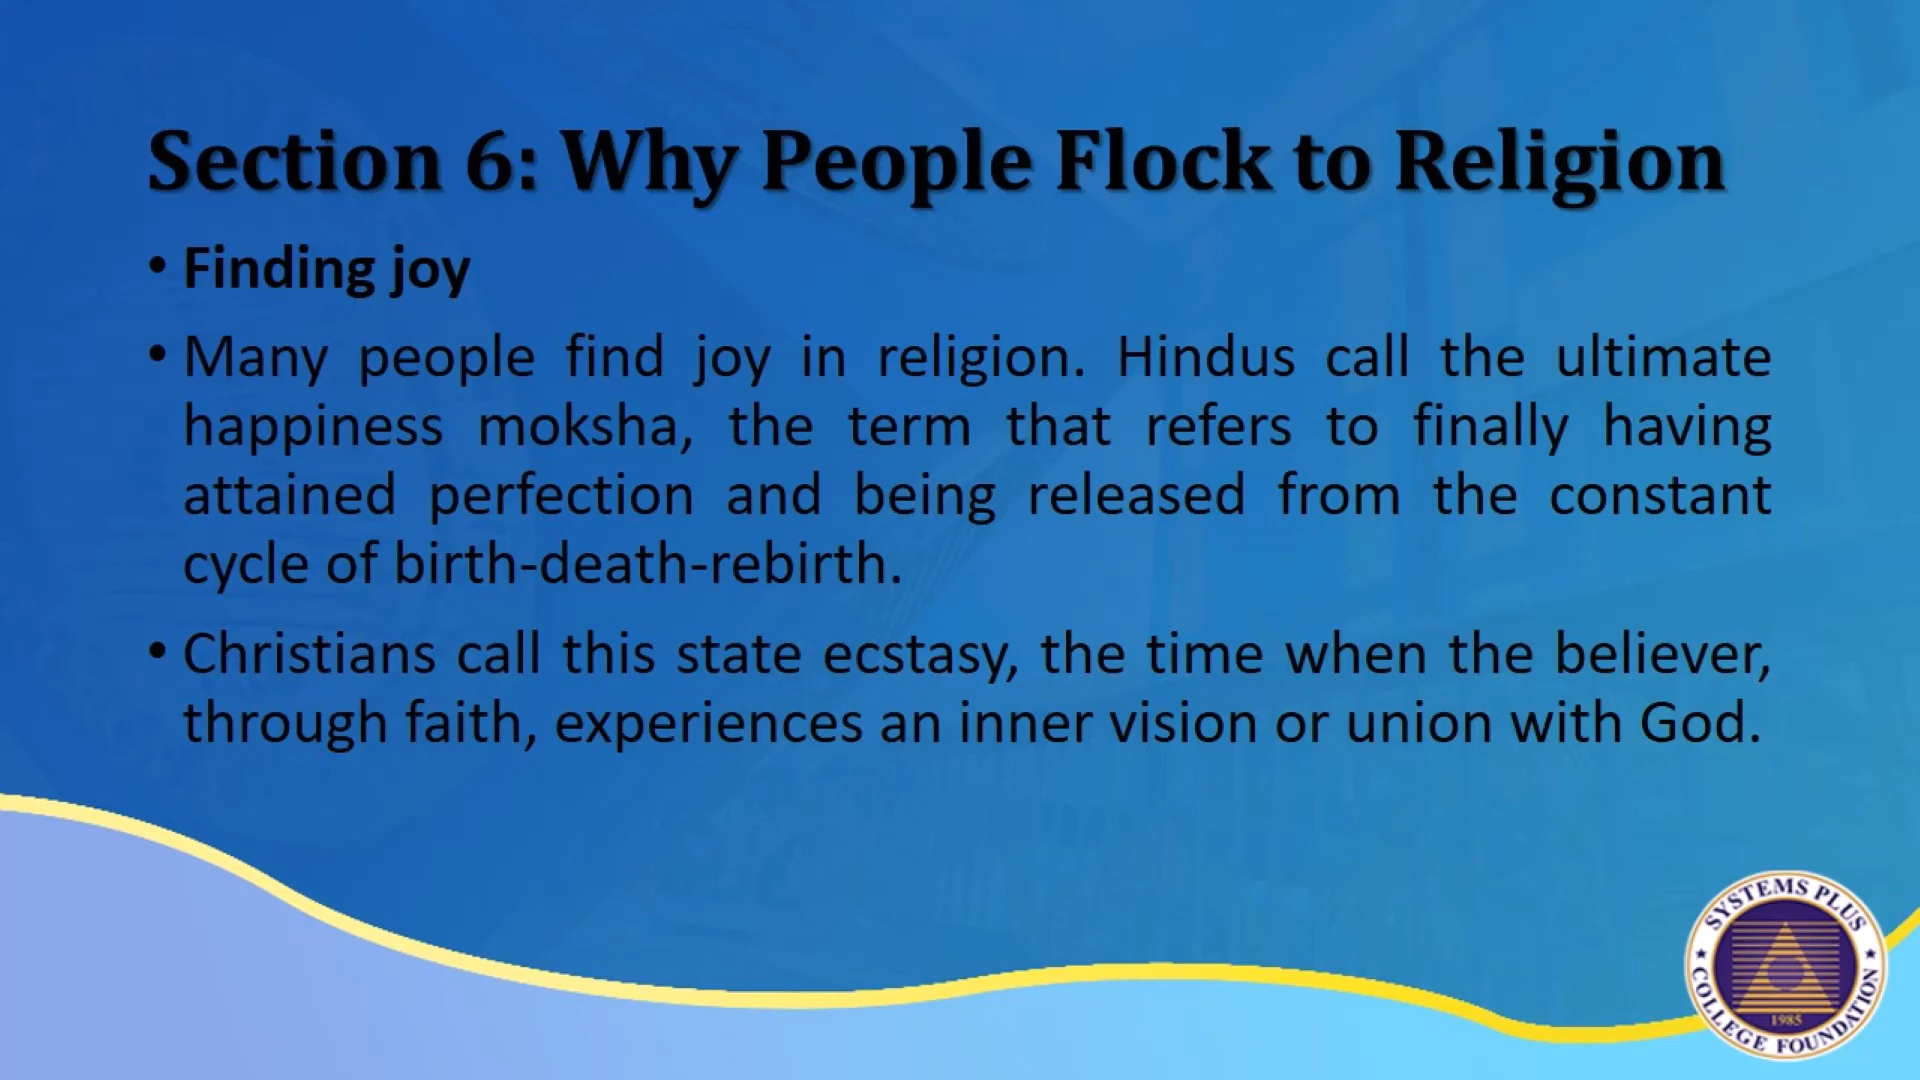 Section 6: Why People Flock to Religion
• Finding joy
• Many people find joy in religion. Hindus call the ultimate
happiness moksha, the term that refers to finally having
attained perfection and being released from the constant
cycle of birth-death-rebirth.
• Christians call this state ecstasy, the time when the believer,
through faith, experiences an inner vision or union with God.
SYSTEMS PLUS
COLLEGE FOUNDATION
1985